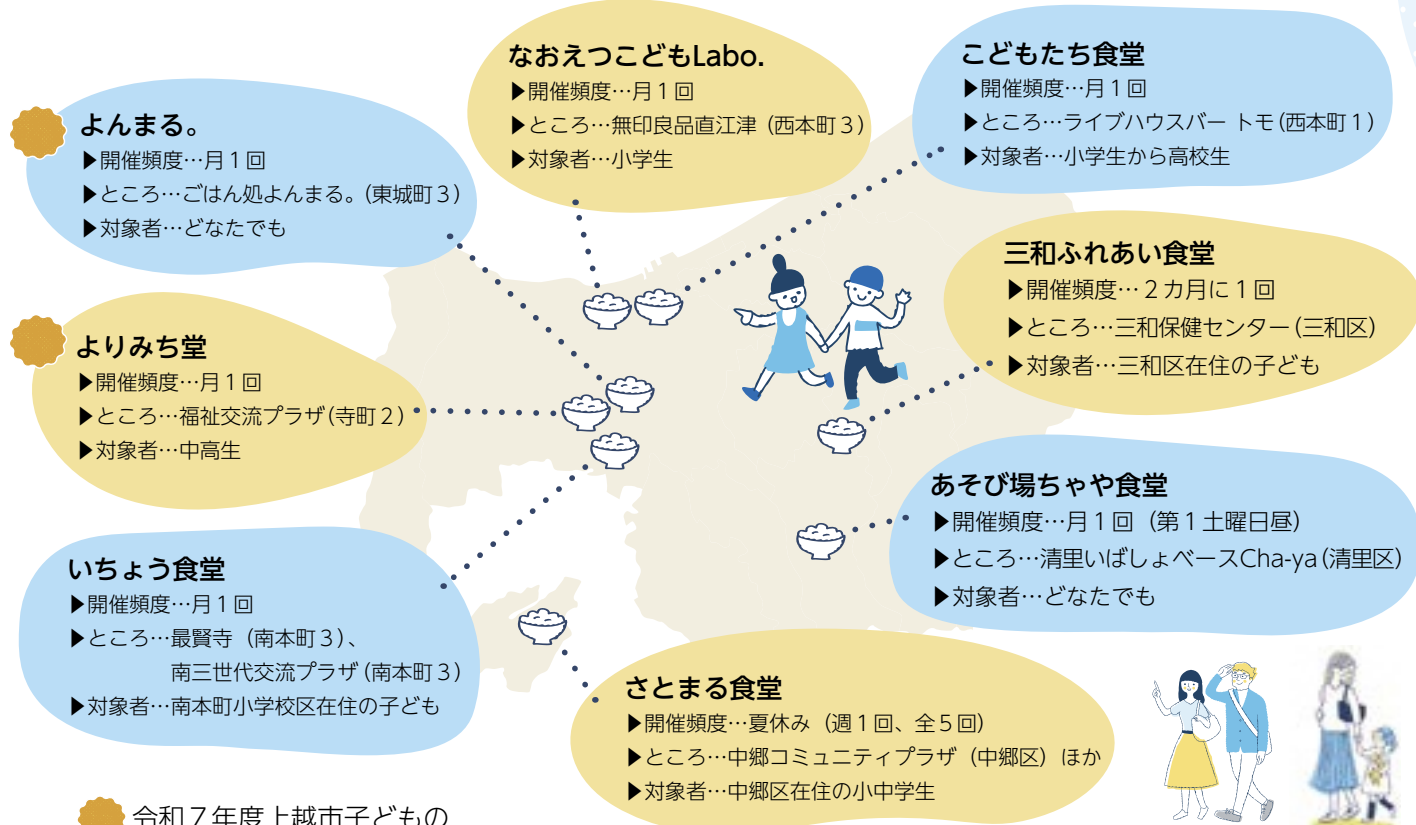 なおえつこどもLabo.
▶開催頻度…月１回
▶ところ…無印良品直江津（西本町３）
▶対象者…小学生
こどもたち食堂
▶開催頻度…月１回
▶ところ…ライブハウスバー トモ（西本町１）
▶対象者…小学生から高校生
よんまる。
▶開催頻度…月１回
▶ところ…ごはん処よんまる。（東城町３）
▶対象者…どなたでも
三和ふれあい食堂
▶開催頻度…２カ月に１回
▶ところ…三和保健センター（三和区）
▶対象者…三和区在住の子ども
よりみち堂
▶開催頻度…月１回
▶ところ…福祉交流プラザ（寺町２）
▶対象者…中高生
あそび場ちゃや食堂
▶開催頻度…月１回（第１土曜日昼）
▶ところ…清里いばしょベースCha-ya（清里区）
▶対象者…どなたでも
いちょう食堂
▶開催頻度…月１回
▶ところ…最賢寺（南本町３）、
南三世代交流プラザ（南本町３）
▶対象者…南本町小学校区在住の子ども
さとまる食堂
▶開催頻度…夏休み（週１回、全５回）
▶ところ…中郷コミュニティプラザ（中郷区）ほか
▶対象者…中郷区在住の小中学生
令和７年度上越市子どもの